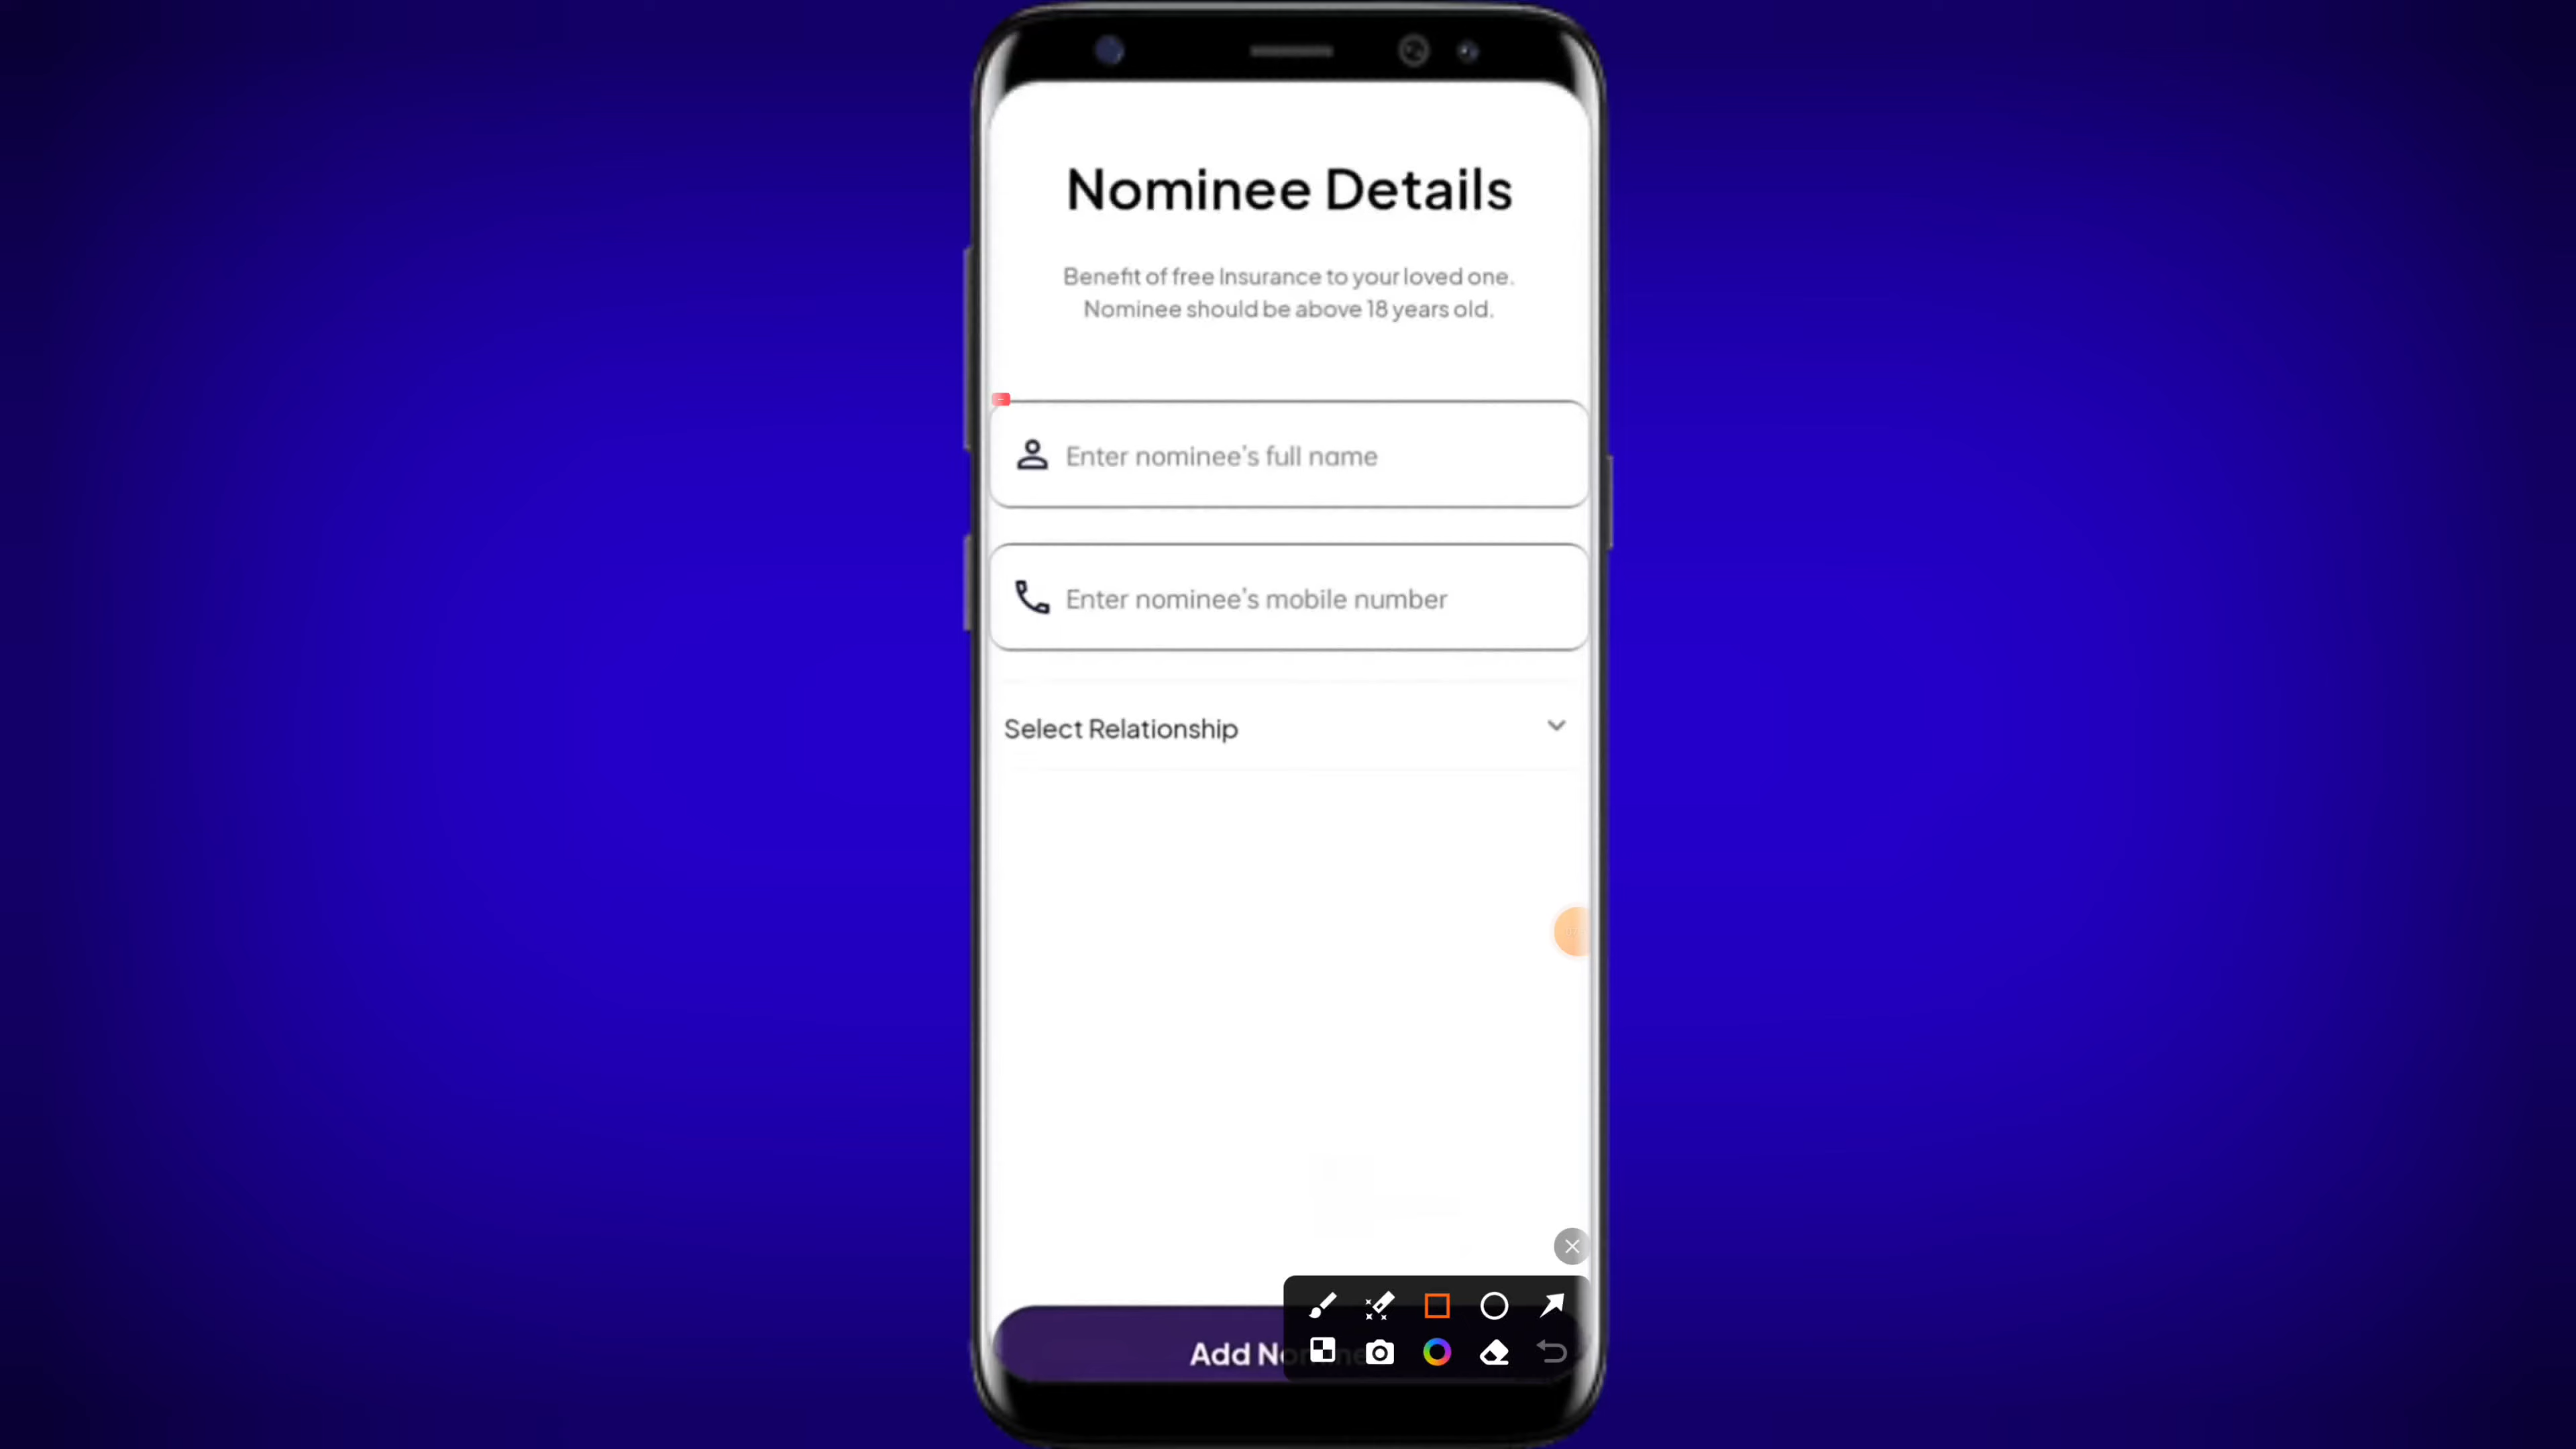 Nominee Details
Benefit of free Insurance to your loved one.
Nominee should be above 18 years old.
Enter nominee's full name
Enter nominee's mobile number
Select Relationship
Add